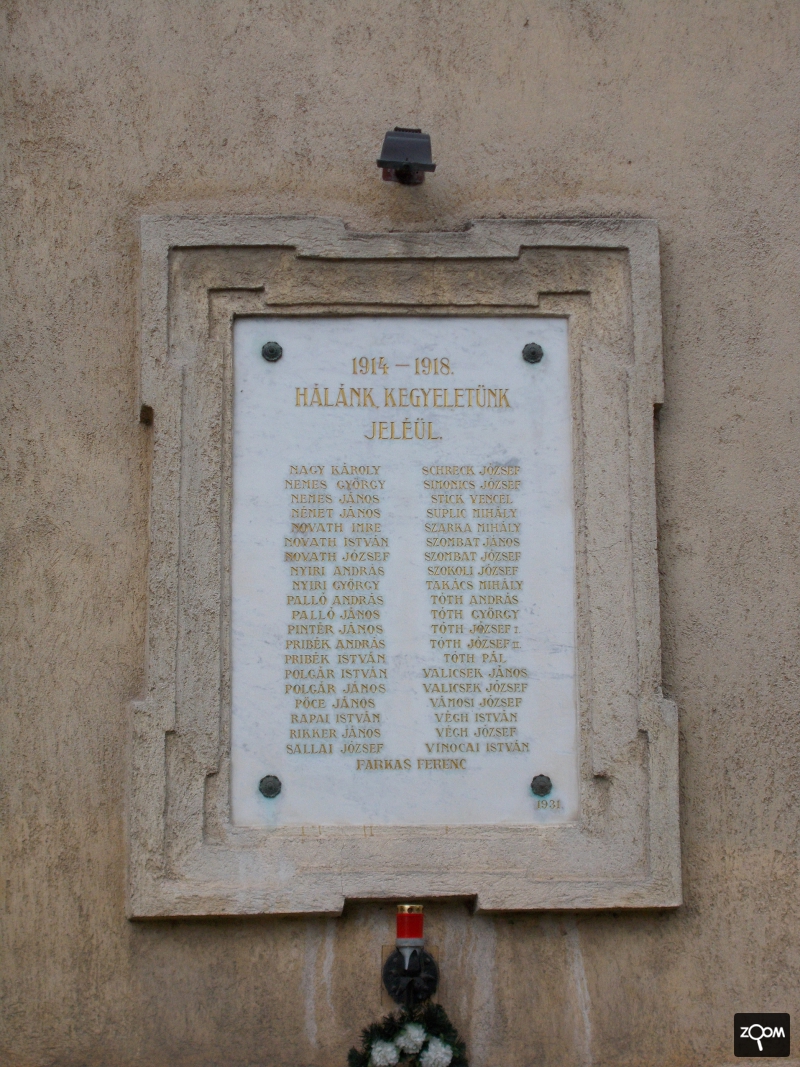 1914 – 1918.
HÁLÁNK, KEGYELETÜNK
JELÉÜL.
NAGY KÁROLY
NEMES GYÖRGY
NEMES JÁNOS
NÉMET JÁNOS
NOVATH IMRE
NOVATH ISTVÁN
NOVATH JÓZSEF
NYIRI ANDRÁS
NYIRI GYÖRGY
PALLÓ ANDRÁS
PALLÓ JÁNOS
PINTÉR JÁNOS
PRIBÉK ANDRÁS
PRIBÉK ISTVÁN
POLGÁR ISTVÁN
POLGÁR JÁNOS
PŐCE JÁNOS
RAPAI ISTVÁN
RIKKER JÁNOS
SALLAI JÓZSEF
SCHRECK JÓZSEF
SIMONICS JÓZSEF
STICK VENCEL
SUPLIC MIHÁLY
SZARKA MIHÁLY
SZOMBAT JÁNOS
SZOMBAT JÓZSEF
SZOKOLI JÓZSEF
TAKÁCS MIHÁLY
TÓTH ANDRÁS
TÓTH GYÖRGY
TÓTH JÓZSEF I.
TÓTH JÓZSEF II.
TÓTH PÁL
VALICSEK JÁNOS
VALICSEK JÓZSEF
VÁMOSI JÓZSEF
VÉGH ISTVÁN
VÉGH JÓZSEF
VINOCAI ISTVÁN
FARKAS FERENC
1931.
ZOOM